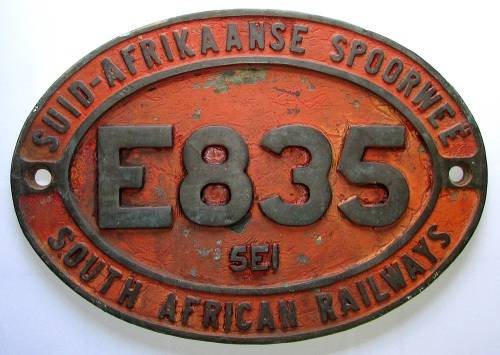 SUID-AFRIKAANSE SPOORWEË
E835
5E1
SOUTH AFRICAN RAILWAYS